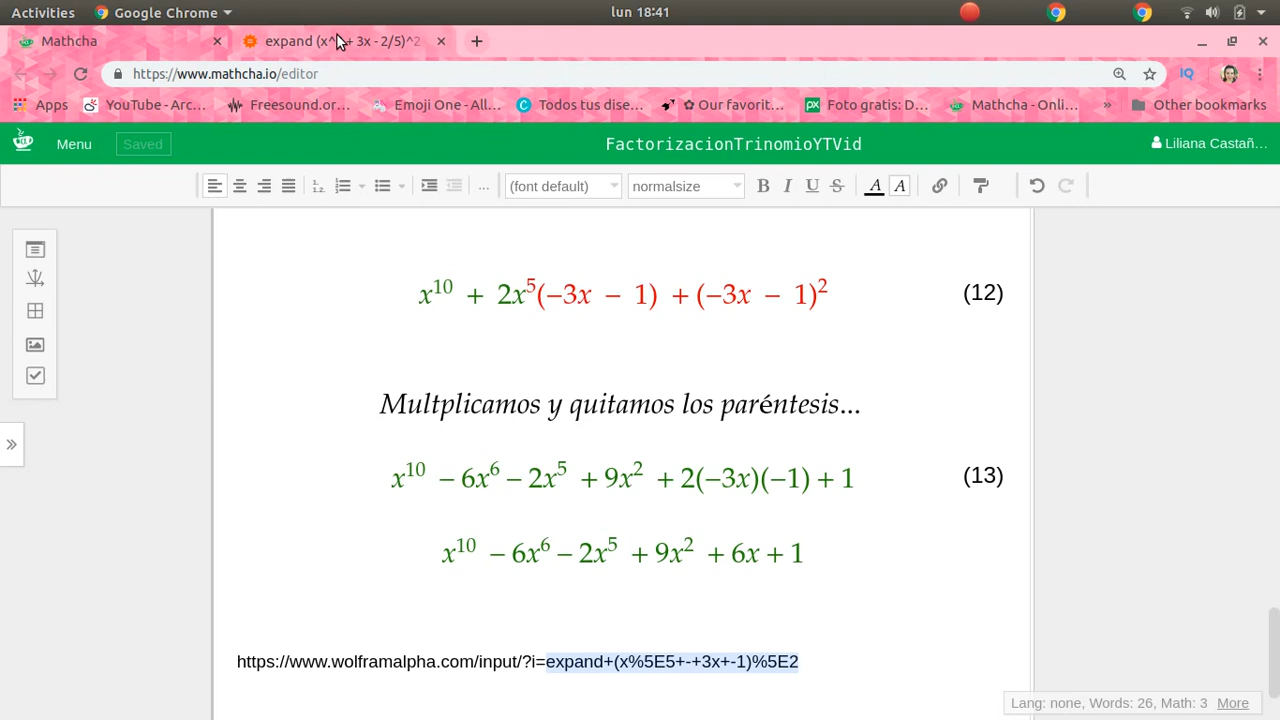 Activities Google Chrome lun 18:41
Mathcha expand (x^ + 3x - 2/5)^2
https://www.mathcha.io/editor IQ
Apps YouTube - Arc... Freesound.or... Emoji One - All... Todos tus dise... ✿ Our favorit... Foto gratis: D... Mathcha - Onli... » Other bookmarks
Menu Saved FactorizacionTrinomioYTVid Liliana Castañ...
... (font default) normalsize B I U S A A
x^10 + 2x^5(−3x − 1) + (−3x − 1)^2 (12)
Multplicamos y quitamos los paréntesis...
x^10 − 6x^6 − 2x^5 + 9x^2 + 2(−3x)(−1) + 1 (13)
x^10 − 6x^6 − 2x^5 + 9x^2 + 6x + 1
https://www.wolframalpha.com/input/?i=expand+(x%5E5+-+3x+-1)%5E2
Lang: none, Words: 26, Math: 3 More